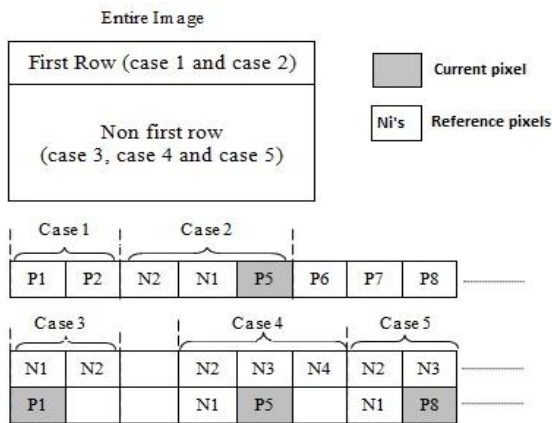 Entire Image
First Row (case 1 and case 2)
Non first row
(case 3, case 4 and case 5)
Current pixel
Ni's Reference pixels
Case 1 Case 2
P1 P2 N2 N1 P5 P6 P7 P8
Case 3 Case 4 Case 5
N1 N2 N2 N3 N4 N2 N3
P1 N1 P5 N1 P8